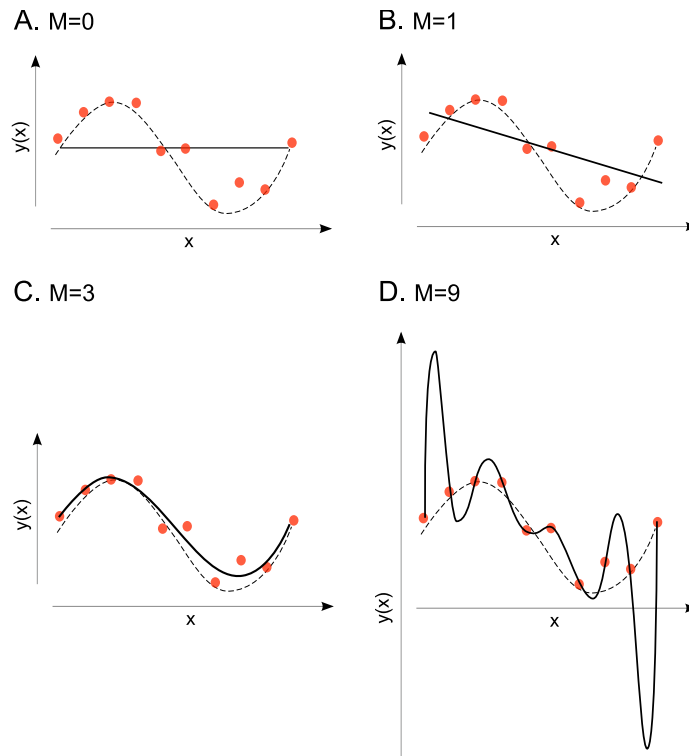 A. M=0
y(x)
x
B. M=1
y(x)
x
C. M=3
y(x)
x
D. M=9
y(x)
x